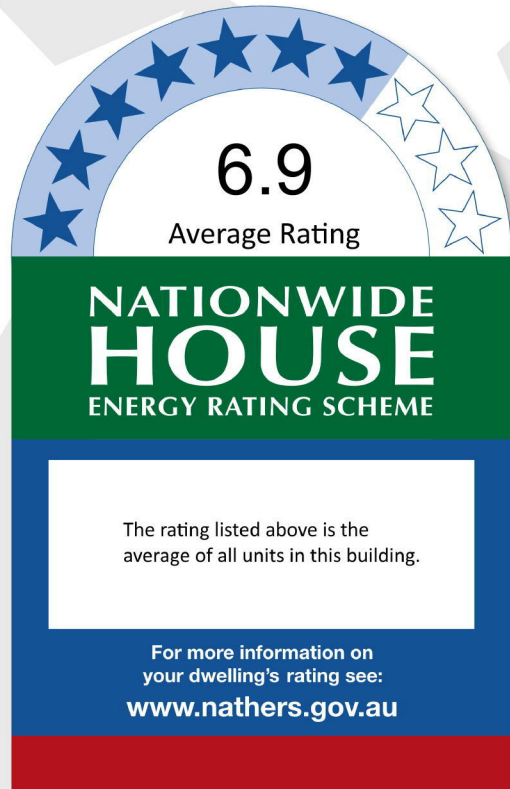 6.9
Average Rating
NATIONWIDE
HOUSE
ENERGY RATING SCHEME
The rating listed above is the
average of all units in this building.
For more information on
your dwelling's rating see:
www.nathers.gov.au